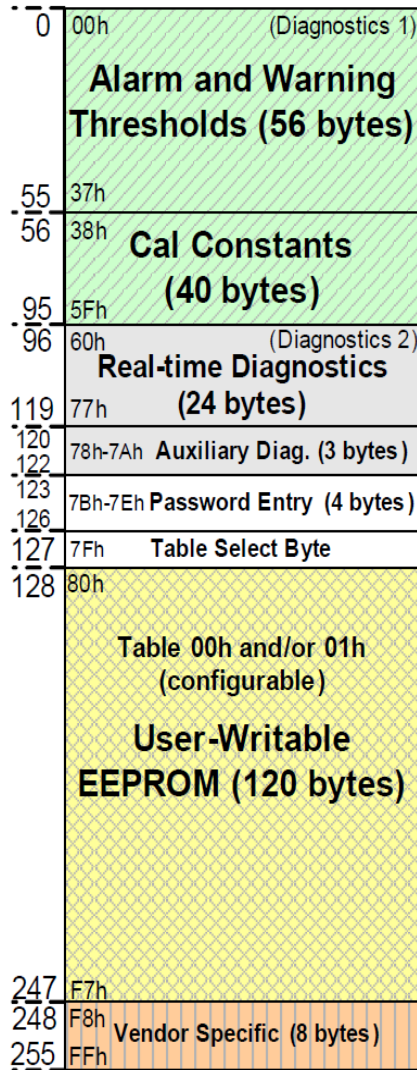 0 00h (Diagnostics 1)
Alarm and Warning
Thresholds (56 bytes)
55 37h
56 38h
Cal Constants
(40 bytes)
95 5Fh
96 60h (Diagnostics 2)
Real-time Diagnostics
(24 bytes)
119 77h
120
78h-7Ah Auxiliary Diag. (3 bytes)
122
123
7Bh-7Eh Password Entry (4 bytes)
126
127 7Fh Table Select Byte
128 80h
Table 00h and/or 01h
(configurable)
User-Writable
EEPROM (120 bytes)
247 F7h
248 F8h
Vendor Specific (8 bytes)
255 FFh